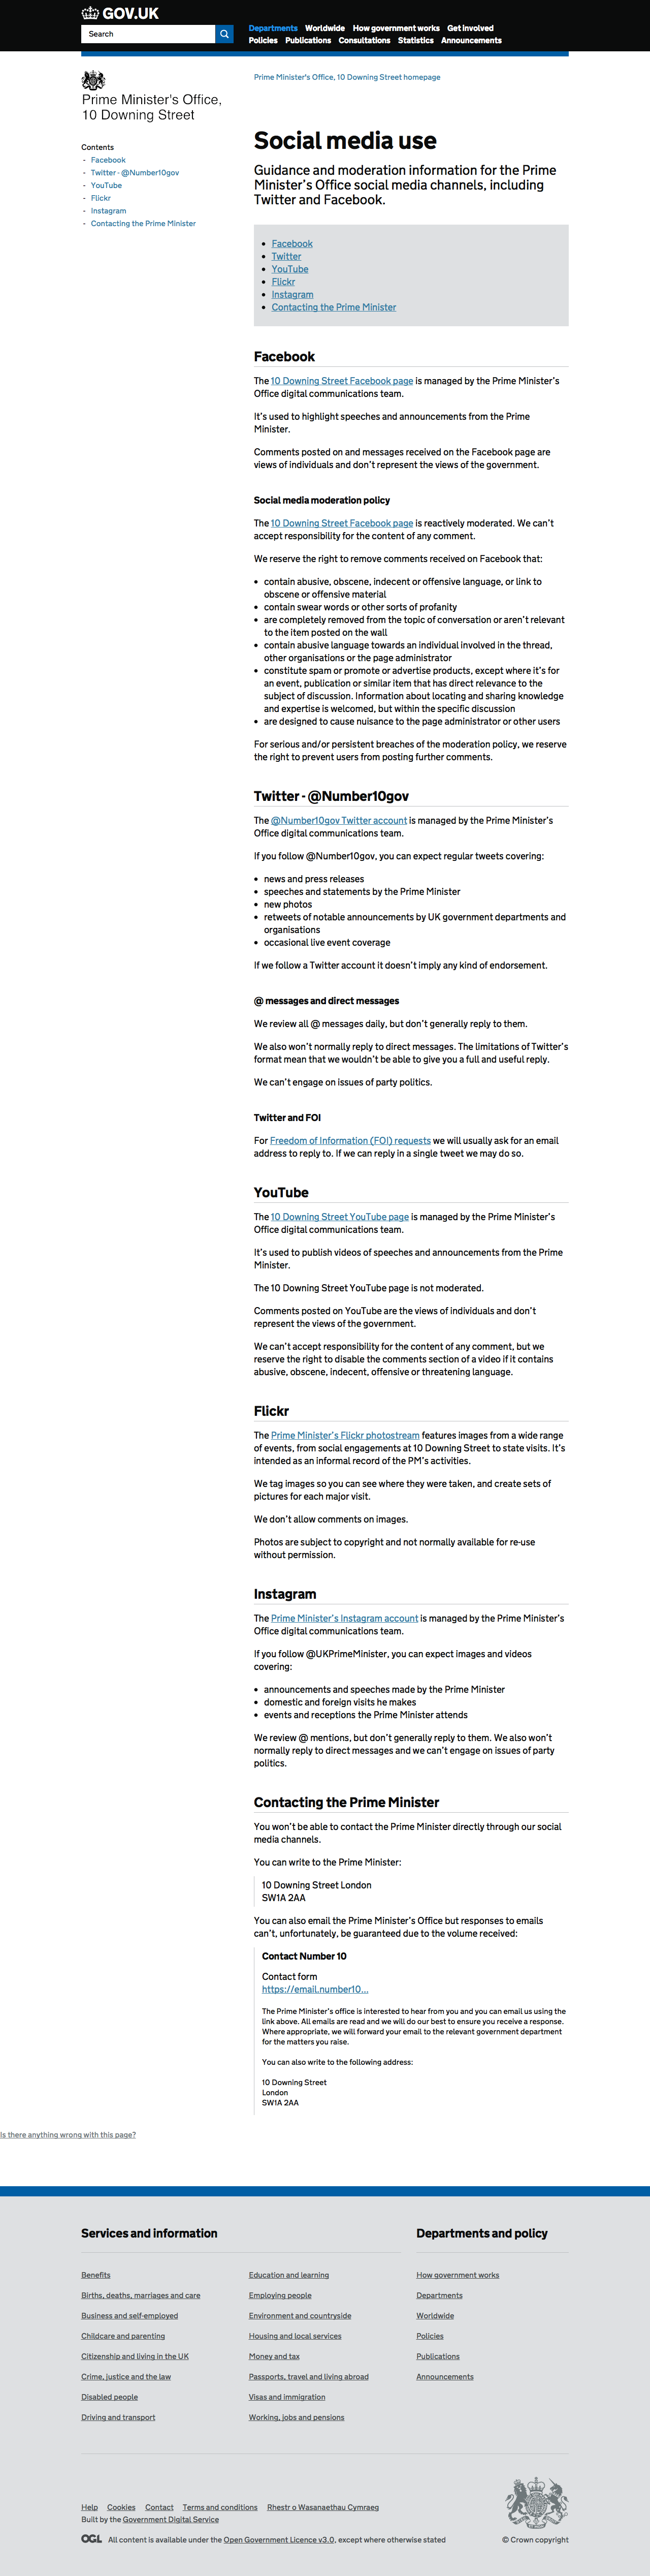 GOV.UK
Search
Departments Worldwide How government works Get involved
Policies Publications Consultations Statistics Announcements
Prime Minister's Office,
10 Downing Street
Prime Minister's Office, 10 Downing Street homepage
Contents
- Facebook
- Twitter - @Number10gov
- YouTube
- Flickr
- Instagram
- Contacting the Prime Minister
Social media use
Guidance and moderation information for the Prime
Minister's Office social media channels, including
Twitter and Facebook.
• Facebook
• Twitter
• YouTube
• Flickr
• Instagram
• Contacting the Prime Minister
Facebook
The 10 Downing Street Facebook page is managed by the Prime Minister's
Office digital communications team.
It's used to highlight speeches and announcements from the Prime
Minister.
Comments posted on and messages received on the Facebook page are
views of individuals and don't represent the views of the government.
Social media moderation policy
The 10 Downing Street Facebook page is reactively moderated. We can't
accept responsibility for the content of any comment.
We reserve the right to remove comments received on Facebook that:
• contain abusive, obscene, indecent or offensive language, or link to
obscene or offensive material
• contain swear words or other sorts of profanity
• are completely removed from the topic of conversation or aren't relevant
to the item posted on the wall
• contain abusive language towards an individual involved in the thread,
other organisations or the page administrator
• constitute spam or promote or advertise products, except where it's for
an event, publication or similar item that has direct relevance to the
subject of discussion. Information about locating and sharing knowledge
and expertise is welcomed, but within the specific discussion
• are designed to cause nuisance to the page administrator or other users
For serious and/or persistent breaches of the moderation policy, we reserve
the right to prevent users from posting further comments.
Twitter - @Number10gov
The @Number10gov Twitter account is managed by the Prime Minister's
Office digital communications team.
If you follow @Number10gov, you can expect regular tweets covering:
• news and press releases
• speeches and statements by the Prime Minister
• new photos
• retweets of notable announcements by UK government departments and
organisations
• occasional live event coverage
If we follow a Twitter account it doesn't imply any kind of endorsement.
@ messages and direct messages
We review all @ messages daily, but don't generally reply to them.
We also won't normally reply to direct messages. The limitations of Twitter's
format mean that we wouldn't be able to give you a full and useful reply.
We can't engage on issues of party politics.
Twitter and FOI
For Freedom of Information (FOI) requests we will usually ask for an email
address to reply to. If we can reply in a single tweet we may do so.
YouTube
The 10 Downing Street YouTube page is managed by the Prime Minister's
Office digital communications team.
It's used to publish videos of speeches and announcements from the Prime
Minister.
The 10 Downing Street YouTube page is not moderated.
Comments posted on YouTube are the views of individuals and don't
represent the views of the government.
We can't accept responsibility for the content of any comment, but we
reserve the right to disable the comments section of a video if it contains
abusive, obscene, indecent, offensive or threatening language.
Flickr
The Prime Minister's Flickr photostream features images from a wide range
of events, from social engagements at 10 Downing Street to state visits. It's
intended as an informal record of the PM's activities.
We tag images so you can see where they were taken, and create sets of
pictures for each major visit.
We don't allow comments on images.
Photos are subject to copyright and not normally available for re-use
without permission.
Instagram
The Prime Minister's Instagram account is managed by the Prime Minister's
Office digital communications team.
If you follow @UKPrimeMinister, you can expect images and videos
covering:
• announcements and speeches made by the Prime Minister
• domestic and foreign visits he makes
• events and receptions the Prime Minister attends
We review @ mentions, but don't generally reply to them. We also won't
normally reply to direct messages and we can't engage on issues of party
politics.
Contacting the Prime Minister
You won't be able to contact the Prime Minister directly through our social
media channels.
You can write to the Prime Minister:
10 Downing Street London
SW1A 2AA
You can also email the Prime Minister's Office but responses to emails
can't, unfortunately, be guaranteed due to the volume received:
Contact Number 10
Contact form
https://email.number10...
The Prime Minister's office is interested to hear from you and you can email us using the
link above. All emails are read and we will do our best to ensure you receive a response.
Where appropriate, we will forward your email to the relevant government department
for the matters you raise.
You can also write to the following address:
10 Downing Street
London
SW1A 2AA
Is there anything wrong with this page?
Services and information
Benefits
Births, deaths, marriages and care
Business and self-employed
Childcare and parenting
Citizenship and living in the UK
Crime, justice and the law
Disabled people
Driving and transport
Education and learning
Employing people
Environment and countryside
Housing and local services
Money and tax
Passports, travel and living abroad
Visas and immigration
Working, jobs and pensions
Departments and policy
How government works
Departments
Worldwide
Policies
Publications
Announcements
Help Cookies Contact Terms and conditions Rhestr o Wasanaethau Cymraeg
Built by the Government Digital Service
OGL All content is available under the Open Government Licence v3.0, except where otherwise stated
© Crown copyright